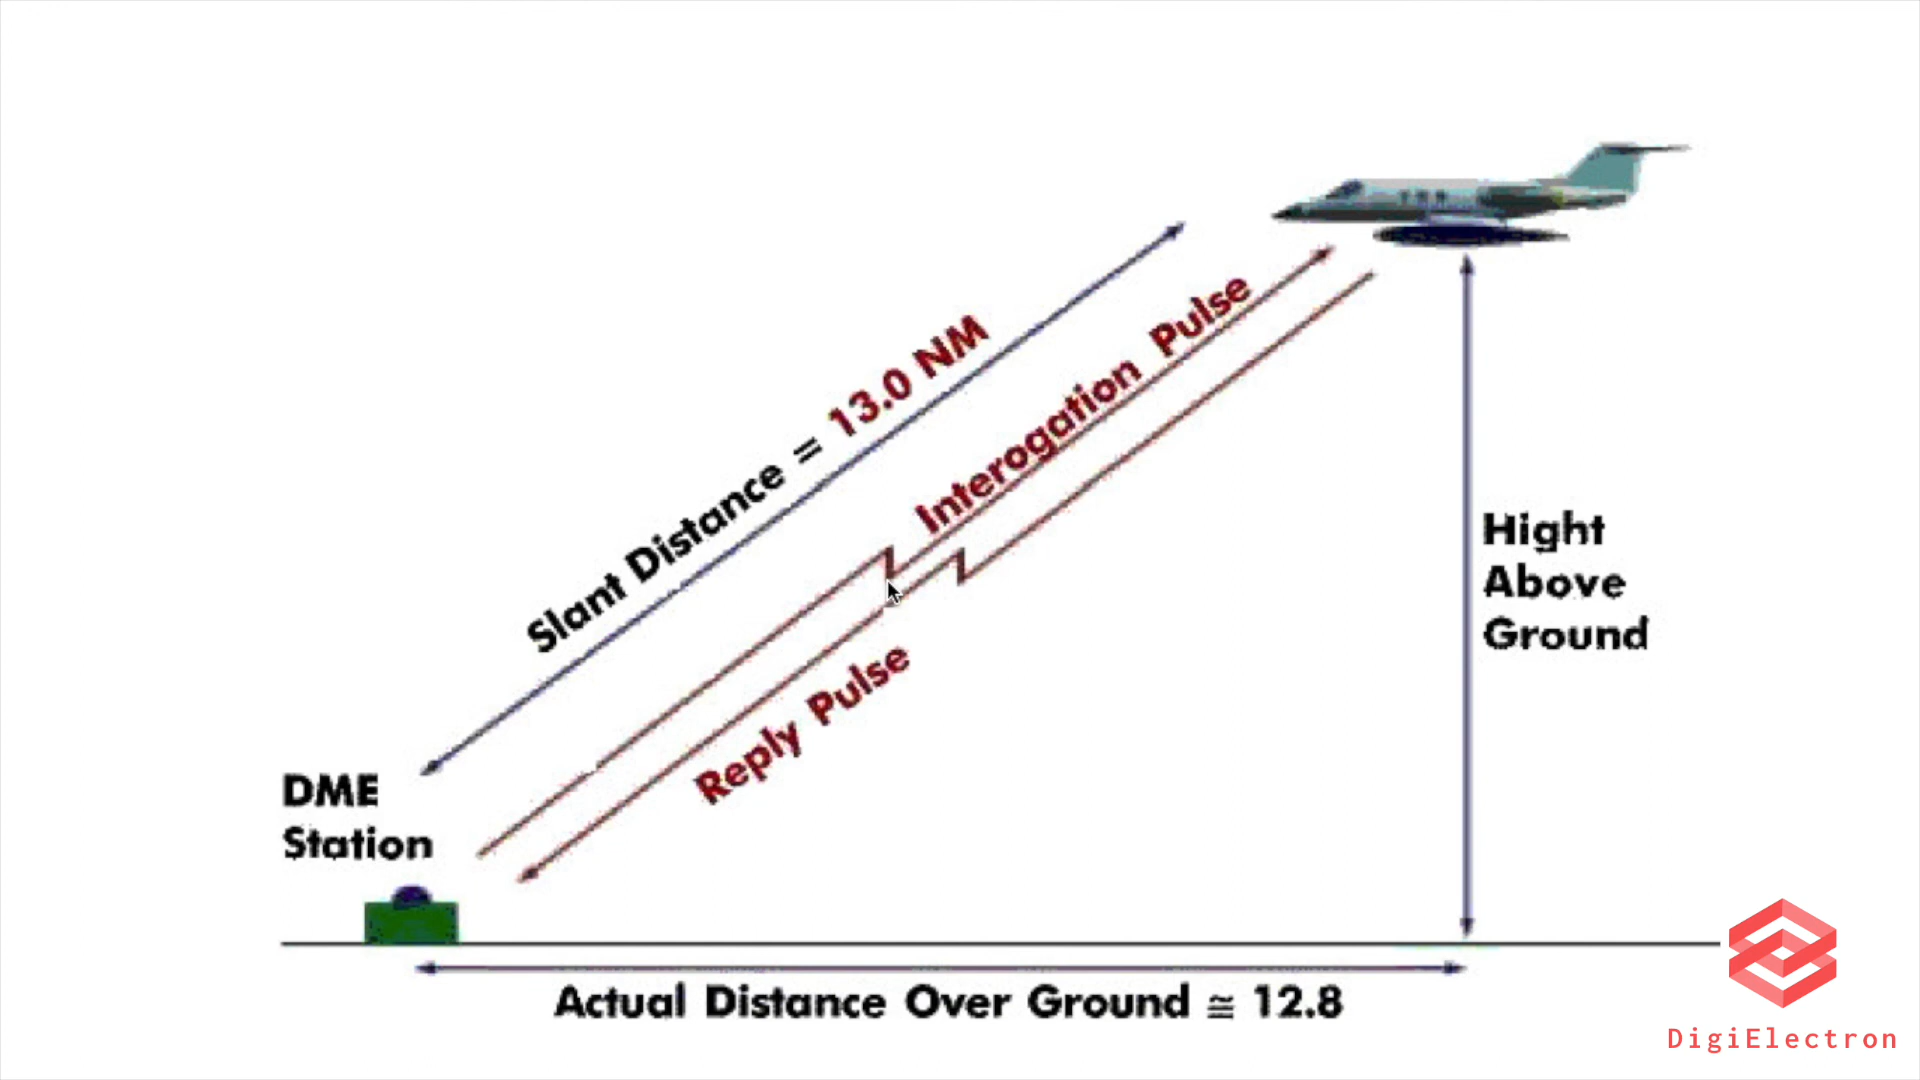 Slant Distance = 13.0 NM
Interogation Pulse
Reply Pulse
Hight
Above
Ground
DME
Station
Actual Distance Over Ground ≅ 12.8
DigiElectron